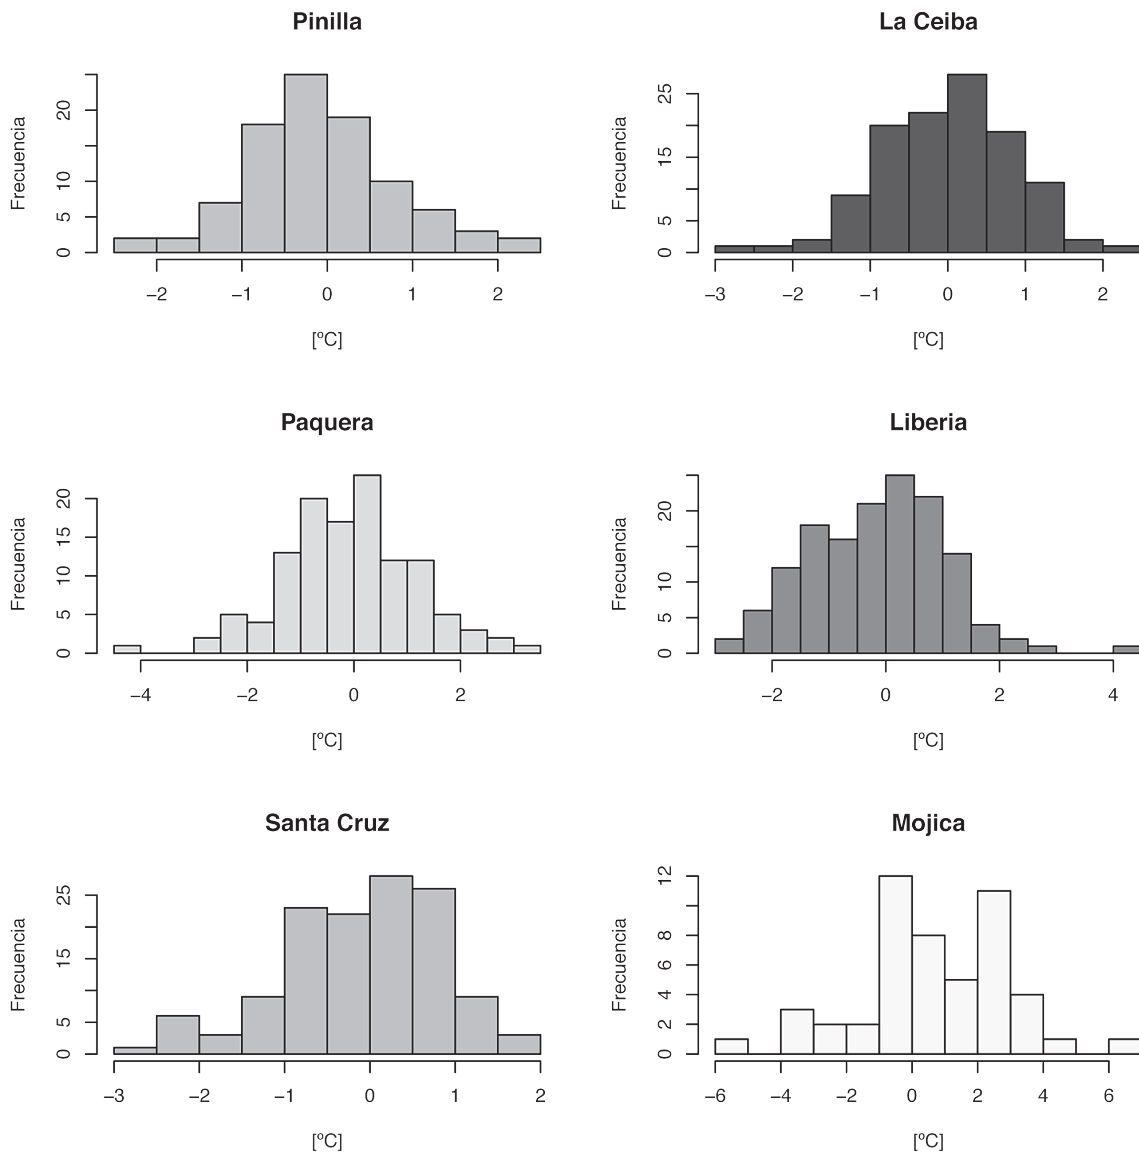 Pinilla
Frecuencia
0 5 10 20
−2 −1 0 1 2
[ºC]
La Ceiba
Frecuencia
0 5 15 25
−3 −2 −1 0 1 2
[ºC]
Paquera
Frecuencia
0 5 10 15 20
−4 −2 0 2
[ºC]
Liberia
Frecuencia
0 5 10 20
−2 0 2 4
[ºC]
Santa Cruz
Frecuencia
0 5 15 25
−3 −2 −1 0 1 2
[ºC]
Mojica
Frecuencia
0 2 4 6 8 12
−6 −4 −2 0 2 4 6
[ºC]